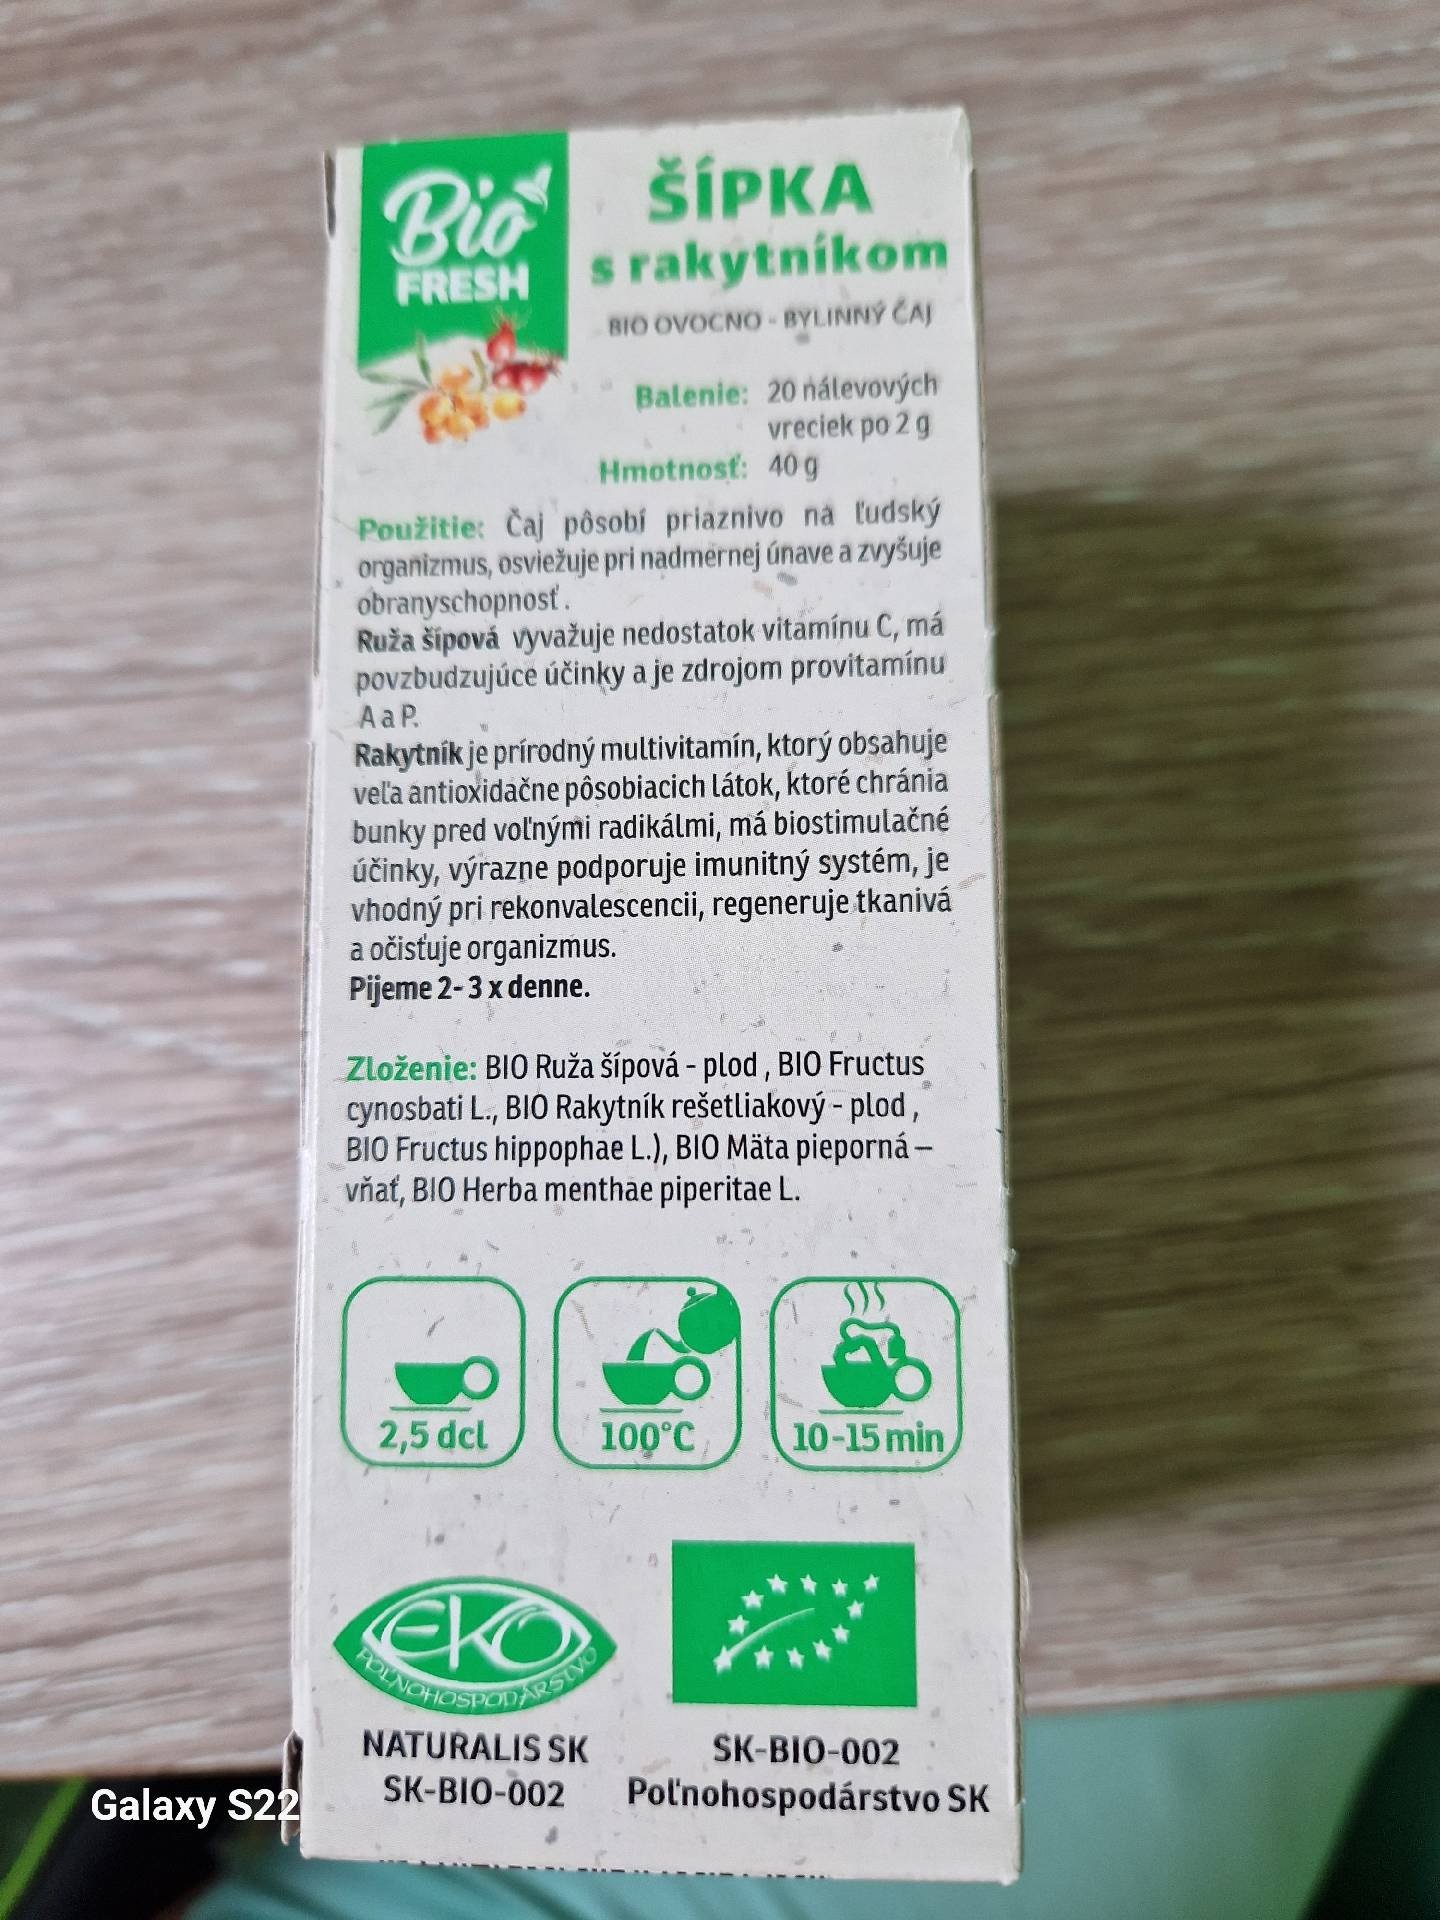 Bio
FRESH
ŠÍPKA
s rakytníkom
BIO OVOCNO - BYLINNÝ ČAJ
Balenie: 20 nálevových
vreciek po 2 g
Hmotnosť: 40 g
Použitie: Čaj pôsobí priaznivo na ľudský
organizmus, osviežuje pri nadmernej únave a zvyšuje
obranyschopnosť.
Ruža šípová vyvažuje nedostatok vitamínu C, má
povzbudzujúce účinky a je zdrojom provitamínu
A a P.
Rakytník je prírodný multivitamín, ktorý obsahuje
veľa antioxidačne pôsobiacich látok, ktoré chránia
bunky pred voľnými radikálmi, má biostimulačné
účinky, výrazne podporuje imunitný systém, je
vhodný pri rekonvalescencii, regeneruje tkanivá
a očisťuje organizmus.
Pijeme 2- 3 x denne.
Zloženie: BIO Ruža šípová - plod , BIO Fructus
cynosbati L., BIO Rakytník rešetliakový - plod ,
BIO Fructus hippophae L.), BIO Mäta pieporná –
vňať, BIO Herba menthae piperitae L.
2,5 dcl
100°C
10-15 min
EKO
POĽNOHOSPODÁRSTVO
NATURALIS SK
SK-BIO-002
SK-BIO-002
Poľnohospodárstvo SK
Galaxy S22